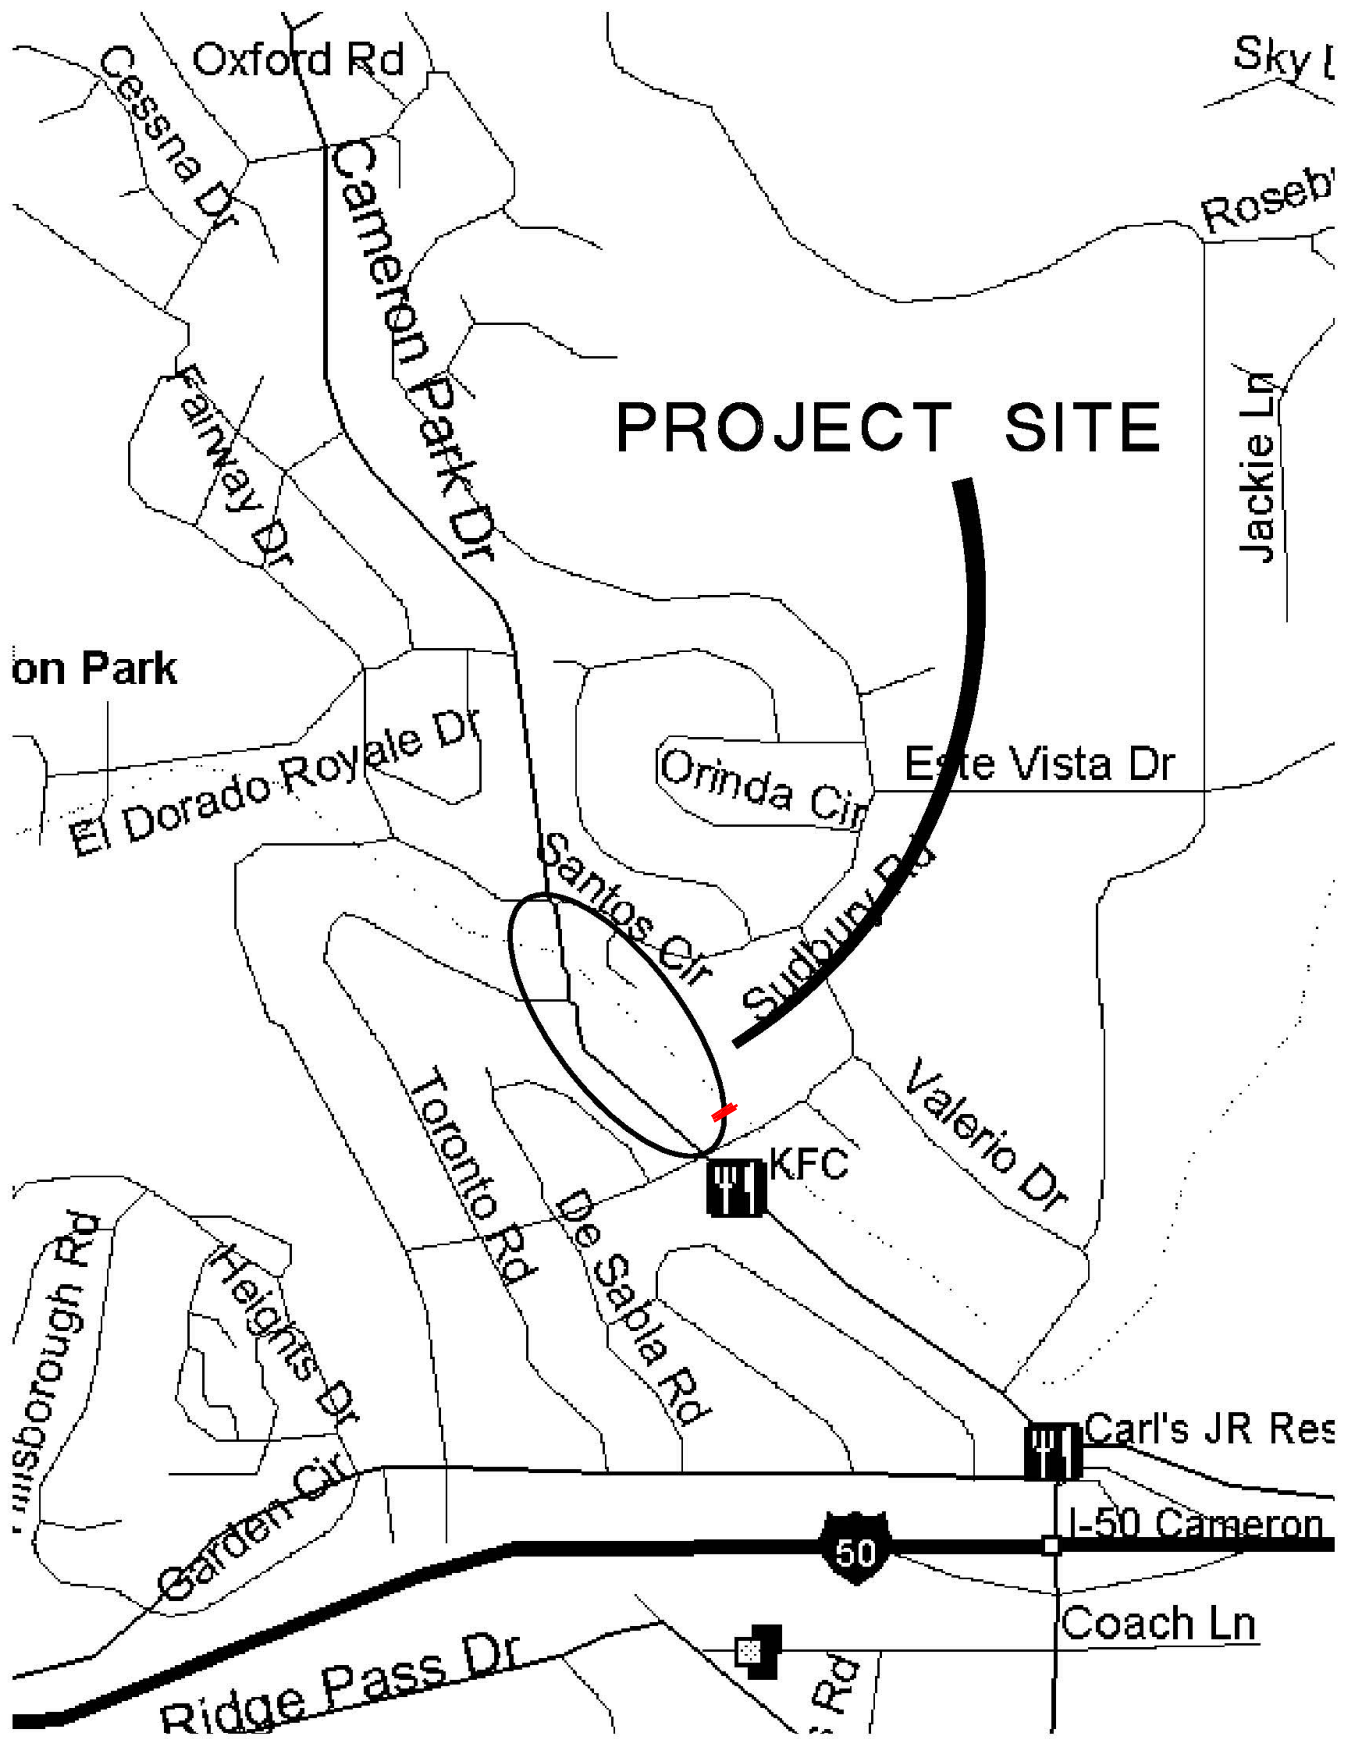 Oxford Rd
Sky L
Cessna Dr
Cameron Park Dr
Roseb
Fairway Dr
PROJECT SITE
Jackie Ln
on Park
El Dorado Royale Dr
Orinda Cir
Este Vista Dr
Santos Cir
Sudbury Rd
Toronto Rd
Valerio Dr
KFC
De Sabla Rd
Heights Dr
llsborough Rd
Garden Cir
Carl's JR Res
I-50 Cameron
50
Coach Ln
Ridge Pass Dr
Rd